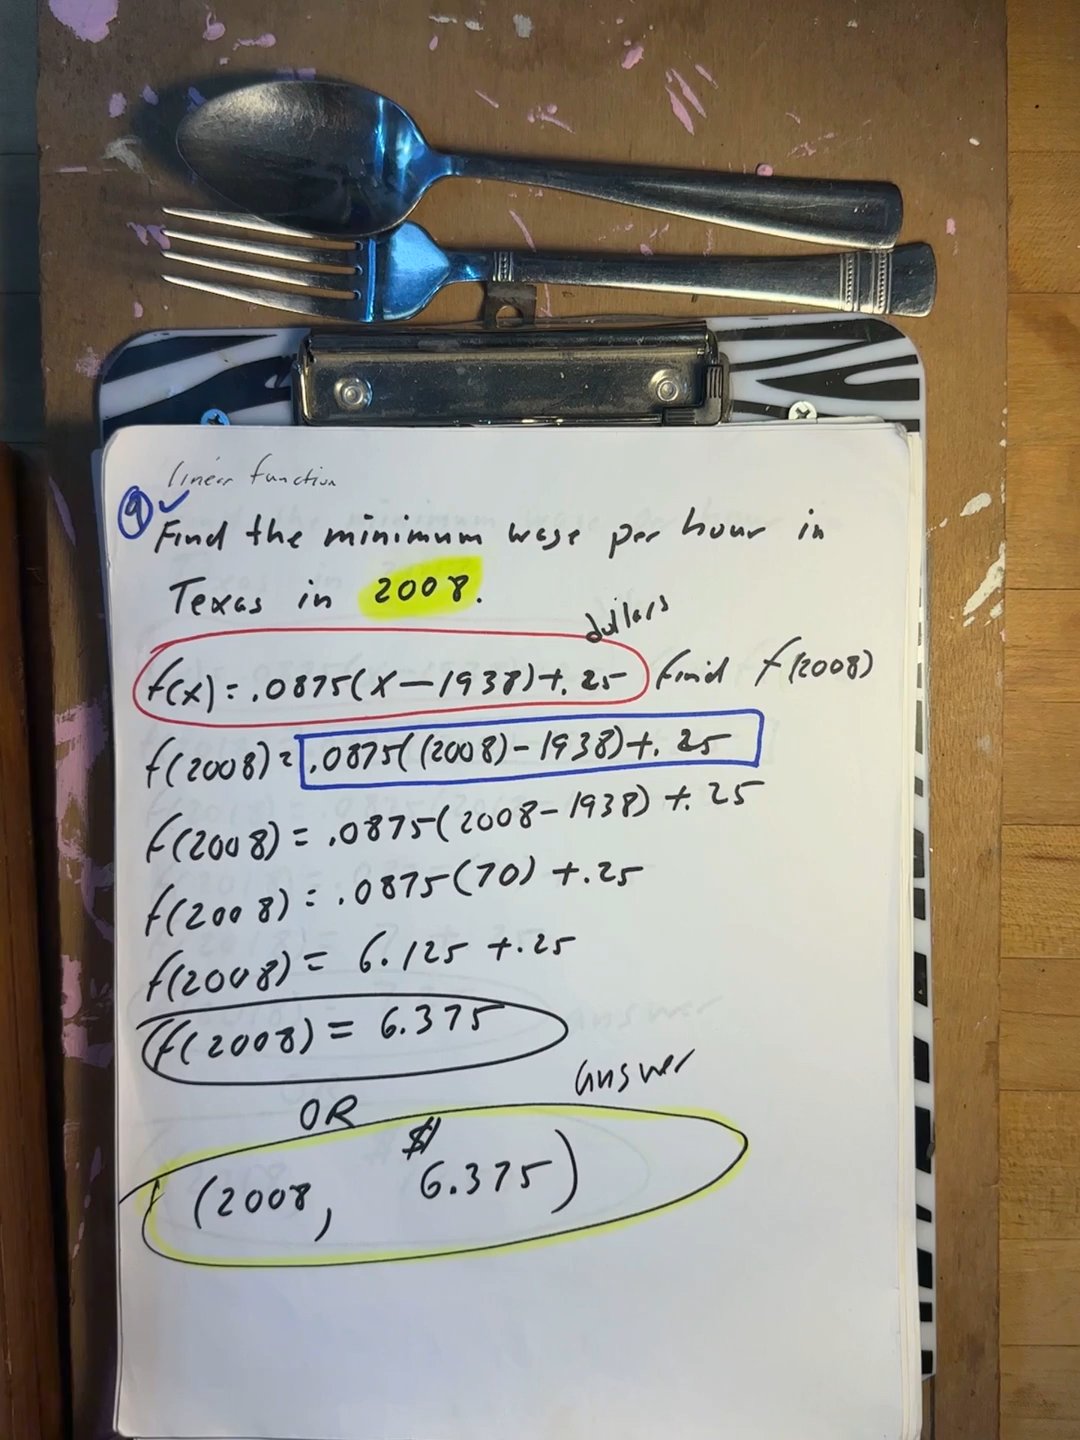 linear function
9 ✓
Find the minimum wage per hour in
Texas in 2008.
dollars
f(x) = .0875(x-1938)+.25 find f(2008)
f(2008) = .0875((2008)-1938)+.25
f(2008) = .0875(2008-1938)+.25
f(2008) = .0875(70)+.25
f(2008) = 6.125 +.25
f(2008) = 6.375
answer
OR
$
(2008, 6.375)